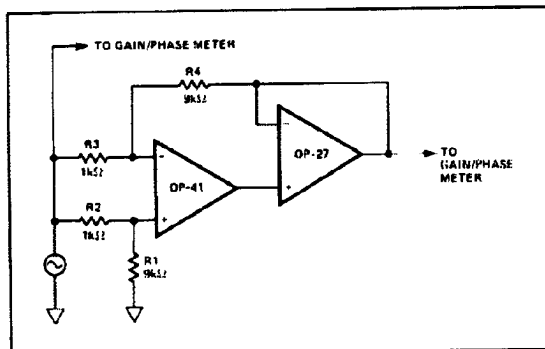 TO GAIN/PHASE METER
R4
9kΩ
R3
1kΩ
-
OP-41
+
-
OP-27
+
TO
GAIN/PHASE
METER
R2
1kΩ
R1
9kΩ